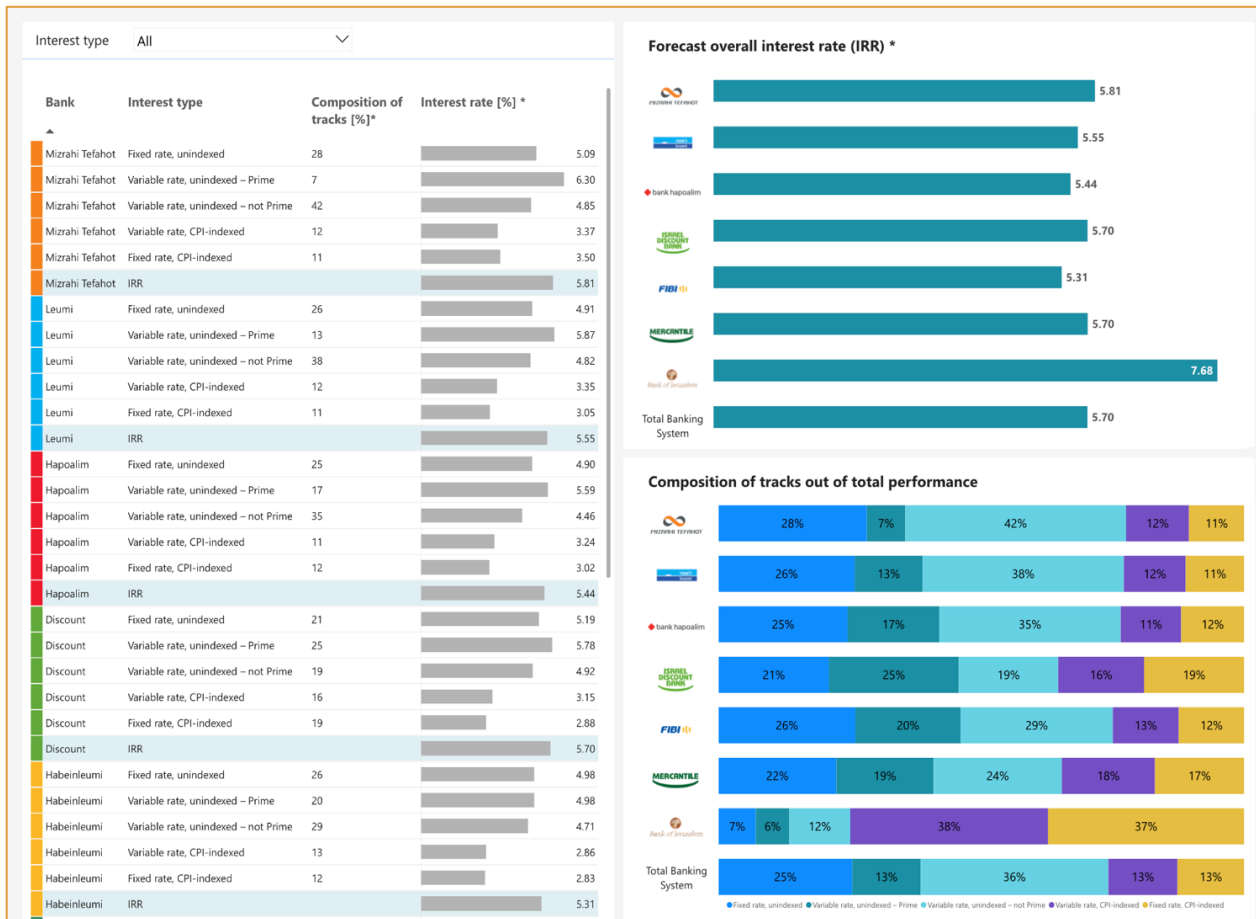 Interest type All
Bank Interest type Composition of tracks [%]* Interest rate [%] *
Mizrahi Tefahot Fixed rate, unindexed 28 5.09
Mizrahi Tefahot Variable rate, unindexed – Prime 7 6.30
Mizrahi Tefahot Variable rate, unindexed – not Prime 42 4.85
Mizrahi Tefahot Variable rate, CPI-indexed 12 3.37
Mizrahi Tefahot Fixed rate, CPI-indexed 11 3.50
Mizrahi Tefahot IRR 5.81
Leumi Fixed rate, unindexed 26 4.91
Leumi Variable rate, unindexed – Prime 13 5.87
Leumi Variable rate, unindexed – not Prime 38 4.82
Leumi Variable rate, CPI-indexed 12 3.35
Leumi Fixed rate, CPI-indexed 11 3.05
Leumi IRR 5.55
Hapoalim Fixed rate, unindexed 25 4.90
Hapoalim Variable rate, unindexed – Prime 17 5.59
Hapoalim Variable rate, unindexed – not Prime 35 4.46
Hapoalim Variable rate, CPI-indexed 11 3.24
Hapoalim Fixed rate, CPI-indexed 12 3.02
Hapoalim IRR 5.44
Discount Fixed rate, unindexed 21 5.19
Discount Variable rate, unindexed – Prime 25 5.78
Discount Variable rate, unindexed – not Prime 19 4.92
Discount Variable rate, CPI-indexed 16 3.15
Discount Fixed rate, CPI-indexed 19 2.88
Discount IRR 5.70
Habeinleumi Fixed rate, unindexed 26 4.98
Habeinleumi Variable rate, unindexed – Prime 20 4.98
Habeinleumi Variable rate, unindexed – not Prime 29 4.71
Habeinleumi Variable rate, CPI-indexed 13 2.86
Habeinleumi Fixed rate, CPI-indexed 12 2.83
Habeinleumi IRR 5.31
Forecast overall interest rate (IRR) *
MIZRAHI TEFAHOT 5.81
5.55
bank hapoalim 5.44
ISRAEL DISCOUNT BANK 5.70
FIBI 5.31
MERCANTILE 5.70
Bank of Jerusalem 7.68
Total Banking System 5.70
Composition of tracks out of total performance
MIZRAHI TEFAHOT 28% 7% 42% 12% 11%
26% 13% 38% 12% 11%
bank hapoalim 25% 17% 35% 11% 12%
ISRAEL DISCOUNT BANK 21% 25% 19% 16% 19%
FIBI 26% 20% 29% 13% 12%
MERCANTILE 22% 19% 24% 18% 17%
Bank of Jerusalem 7% 6% 12% 38% 37%
Total Banking System 25% 13% 36% 13% 13%
Fixed rate, unindexed Variable rate, unindexed – Prime Variable rate, unindexed – not Prime Variable rate, CPI-indexed Fixed rate, CPI-indexed